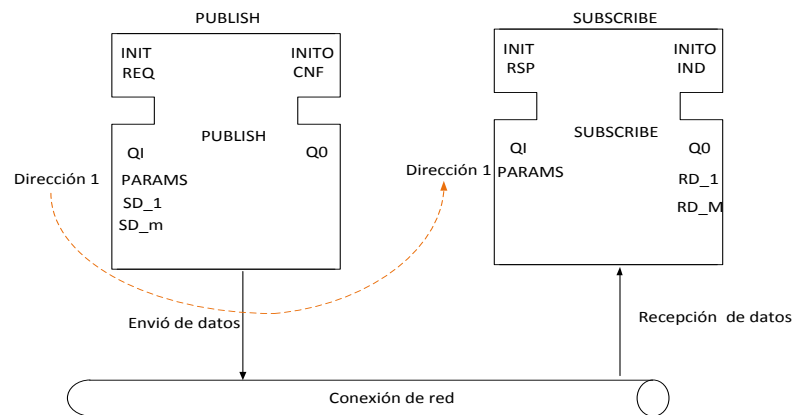 PUBLISH
INIT
REQ
INITO
CNF
PUBLISH
QI
Q0
Dirección 1
PARAMS
SD_1
SD_m
SUBSCRIBE
INIT
RSP
INITO
IND
SUBSCRIBE
QI
Q0
Dirección 1
PARAMS
RD_1
RD_M
Envió de datos
Recepción de datos
Conexión de red